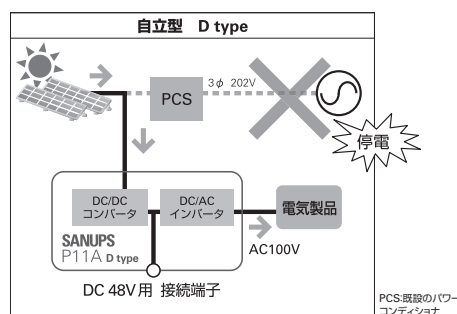 自立型 D type
PCS
3φ 202V
停電
DC/DC
コンバータ
DC/AC
インバータ
電気製品
SANUPS
P11A D type
AC100V
DC 48V用 接続端子
PCS:既設のパワー
コンディショナ